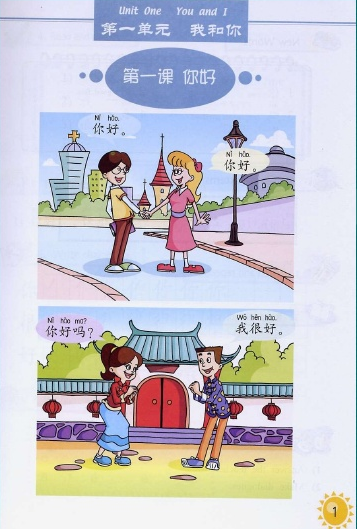 Unit One You and I
第一单元 我和你
第一课 你好
Nǐ hǎo.
你好。
Nǐ hǎo.
你好。
Nǐ hǎo ma?
你好吗？
Wǒ hěn hǎo.
我很好。
1